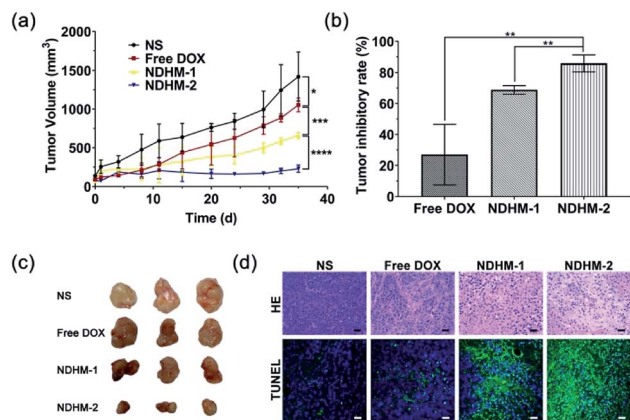 (a)
NS
Free DOX
NDHM-1
NDHM-2
Tumor Volume (mm³)
2000
1500
1000
500
0
0 10 20 30 40
Time (d)
*
***
****
(b)
Tumor inhibitory rate (%)
100
80
60
40
20
0
**
**
Free DOX NDHM-1 NDHM-2
(c)
NS
Free DOX
NDHM-1
NDHM-2
(d)
NS Free DOX NDHM-1 NDHM-2
HE
TUNEL